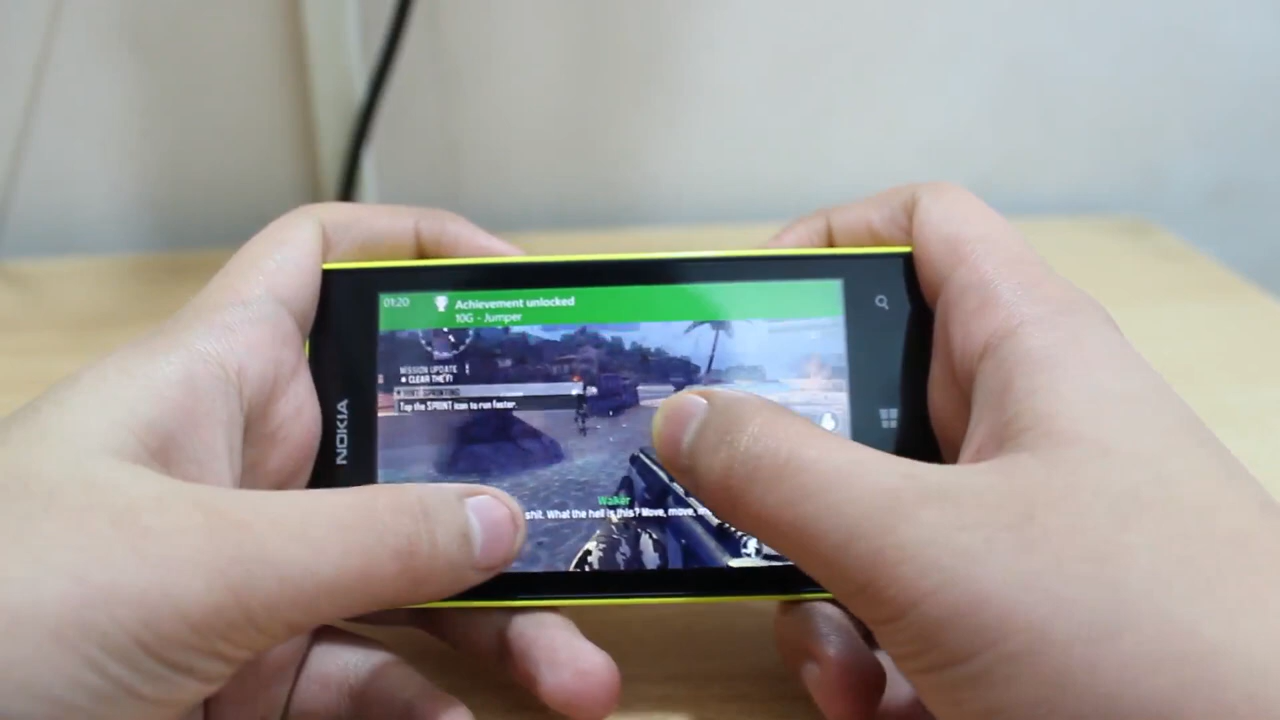 01:20
Achievement unlocked
10G - Jumper
MISSION UPDATE
CLEAR THE
Tap the SPRINT icon to run faster.
NOKIA
Walker
shit. What the hell is this? Move, move,